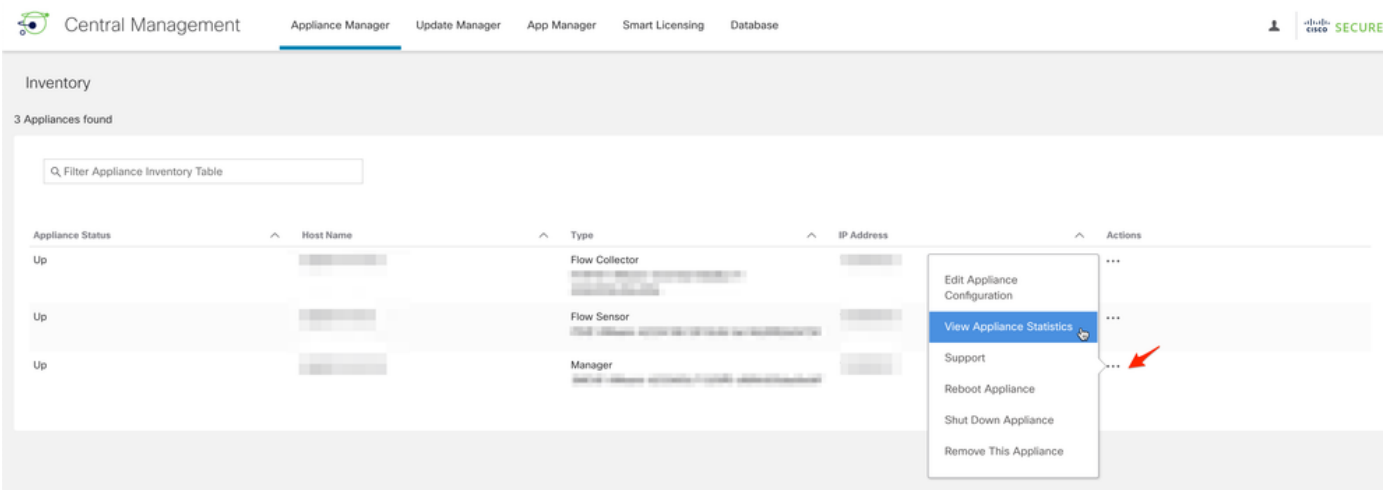 Central Management
Appliance Manager
Update Manager
App Manager
Smart Licensing
Database
CISCO SECURE
Inventory
3 Appliances found
Filter Appliance Inventory Table
Appliance Status
Host Name
Type
IP Address
Actions
Up
Flow Collector
Up
Flow Sensor
Up
Manager
Edit Appliance
Configuration
View Appliance Statistics
Support
Reboot Appliance
Shut Down Appliance
Remove This Appliance